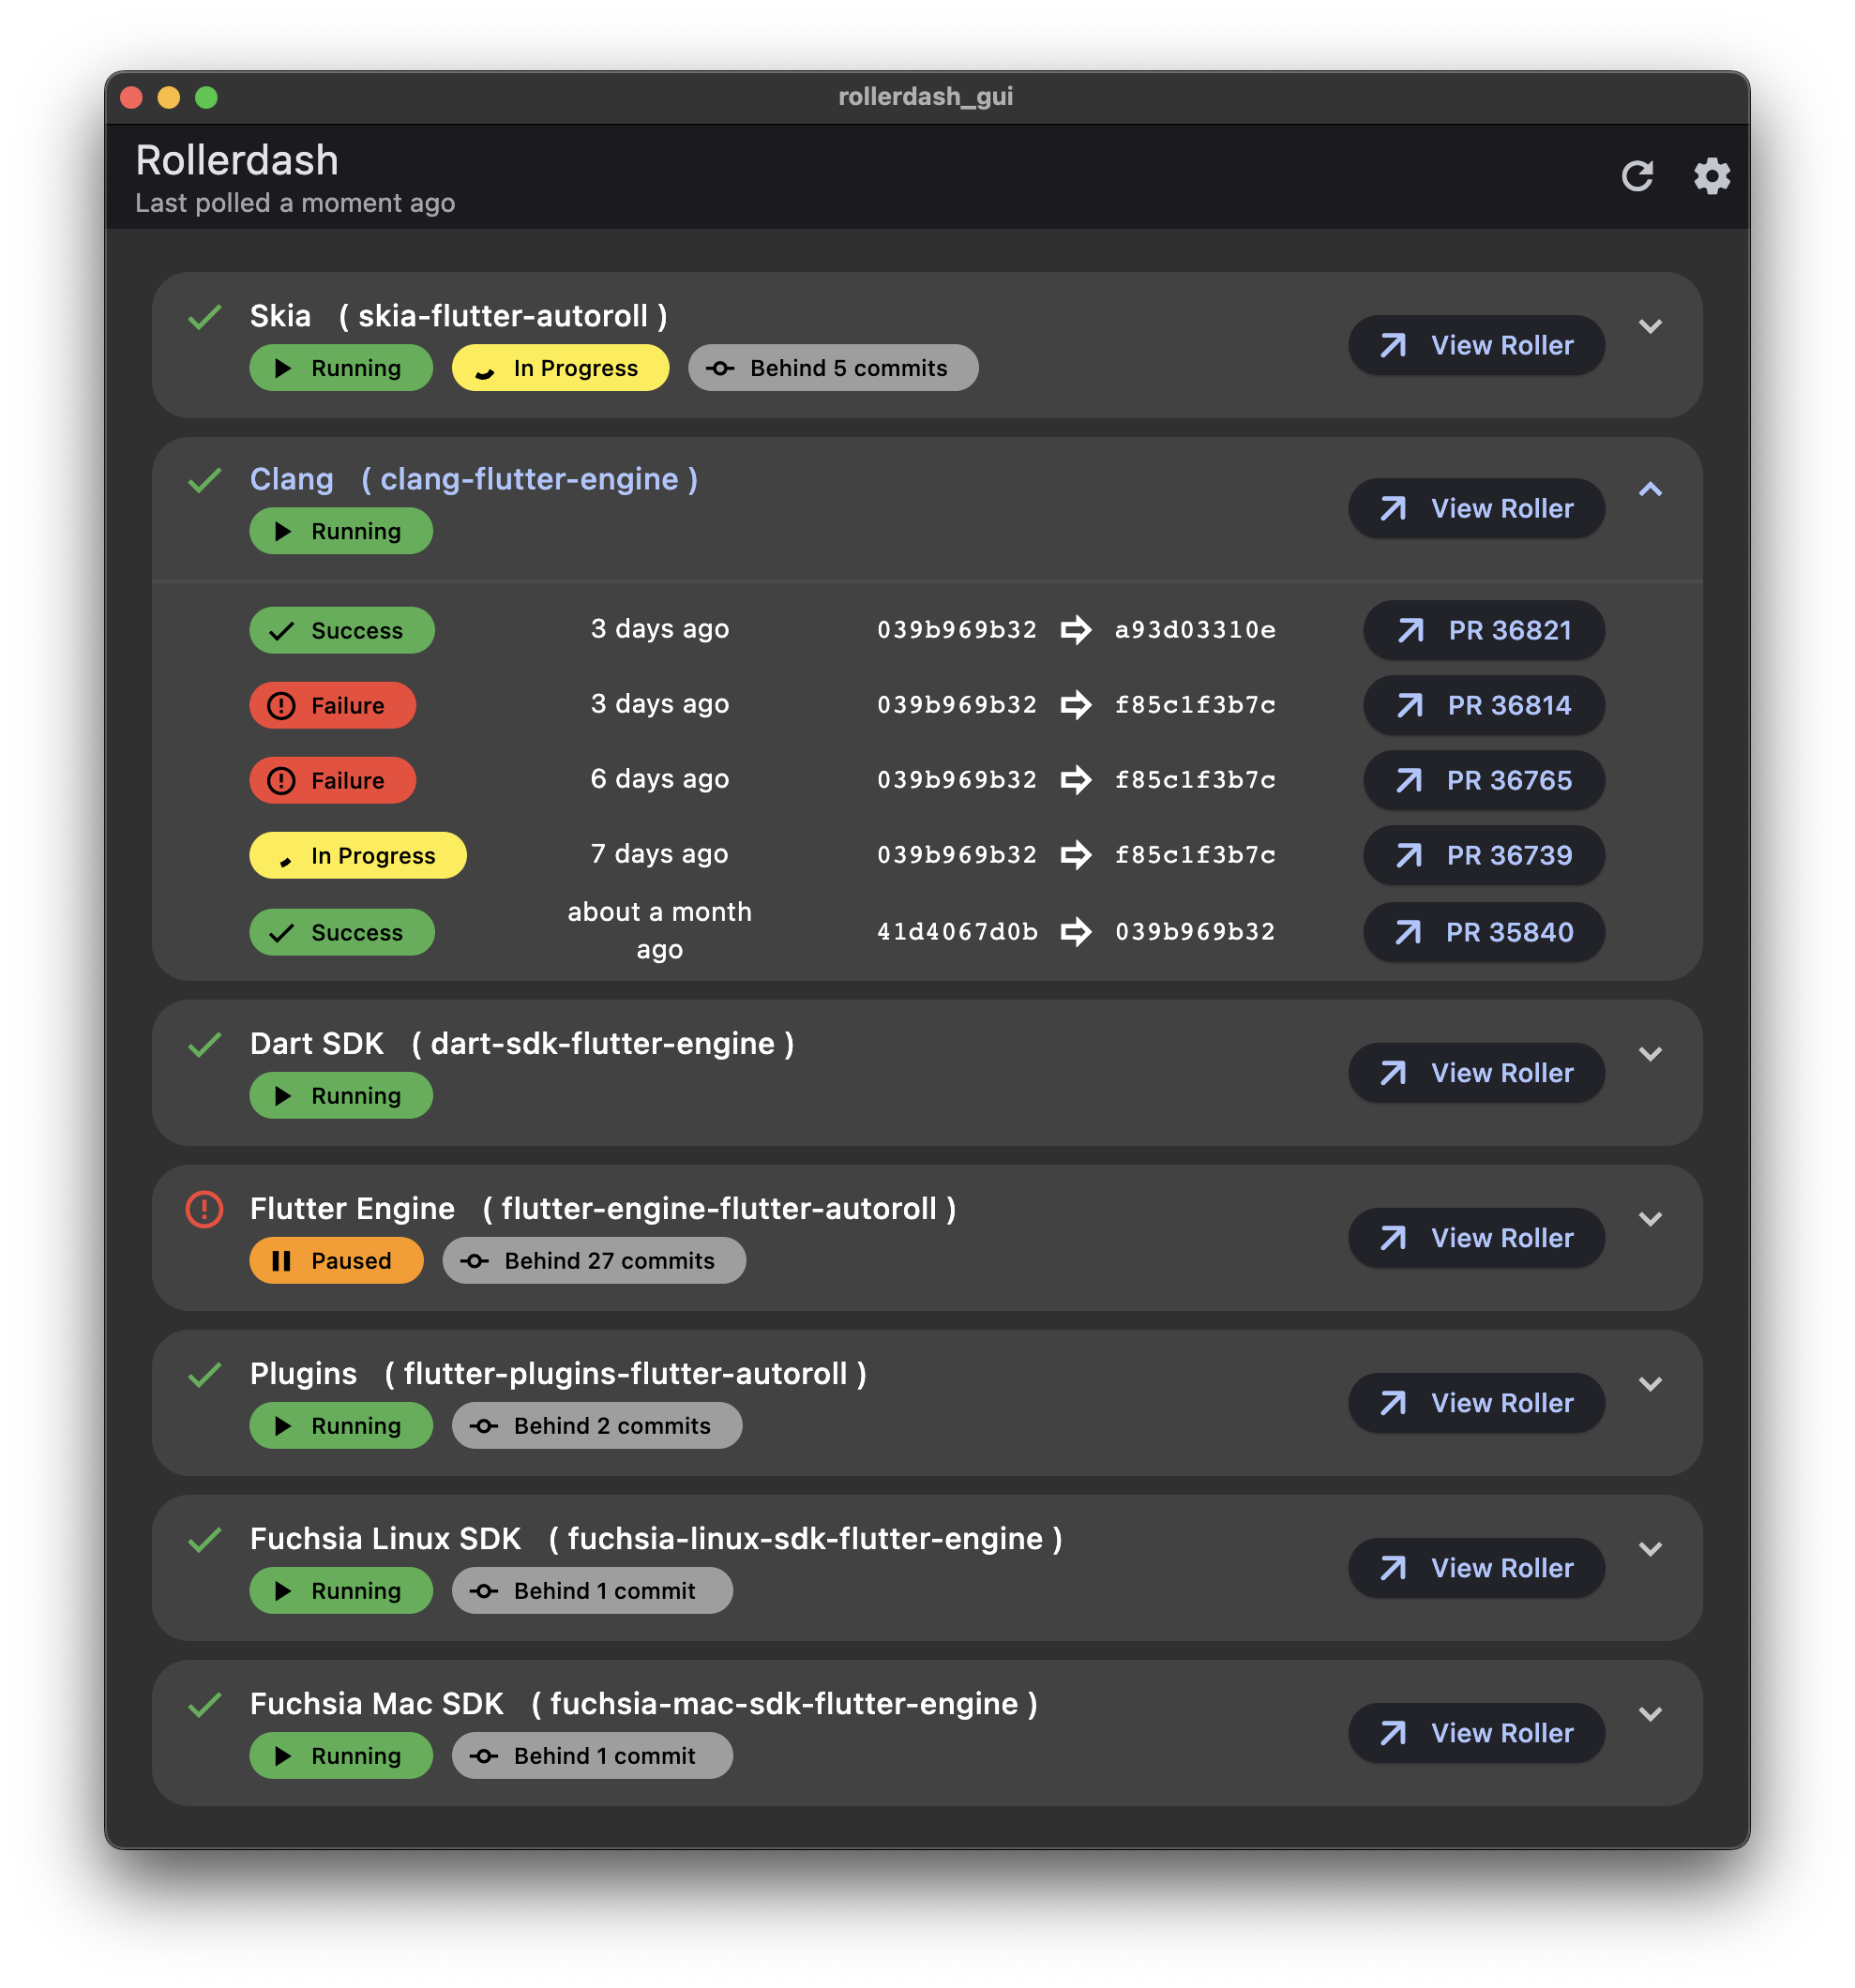 rollerdash_gui
Rollerdash
Last polled a moment ago
Skia ( skia-flutter-autoroll )
View Roller
Running In Progress Behind 5 commits
Clang ( clang-flutter-engine )
View Roller
Running
Success 3 days ago 039b969b32 a93d03310e PR 36821
Failure 3 days ago 039b969b32 f85c1f3b7c PR 36814
Failure 6 days ago 039b969b32 f85c1f3b7c PR 36765
In Progress 7 days ago 039b969b32 f85c1f3b7c PR 36739
Success about a month ago 41d4067d0b 039b969b32 PR 35840
Dart SDK ( dart-sdk-flutter-engine )
View Roller
Running
Flutter Engine ( flutter-engine-flutter-autoroll )
View Roller
Paused Behind 27 commits
Plugins ( flutter-plugins-flutter-autoroll )
View Roller
Running Behind 2 commits
Fuchsia Linux SDK ( fuchsia-linux-sdk-flutter-engine )
View Roller
Running Behind 1 commit
Fuchsia Mac SDK ( fuchsia-mac-sdk-flutter-engine )
View Roller
Running Behind 1 commit